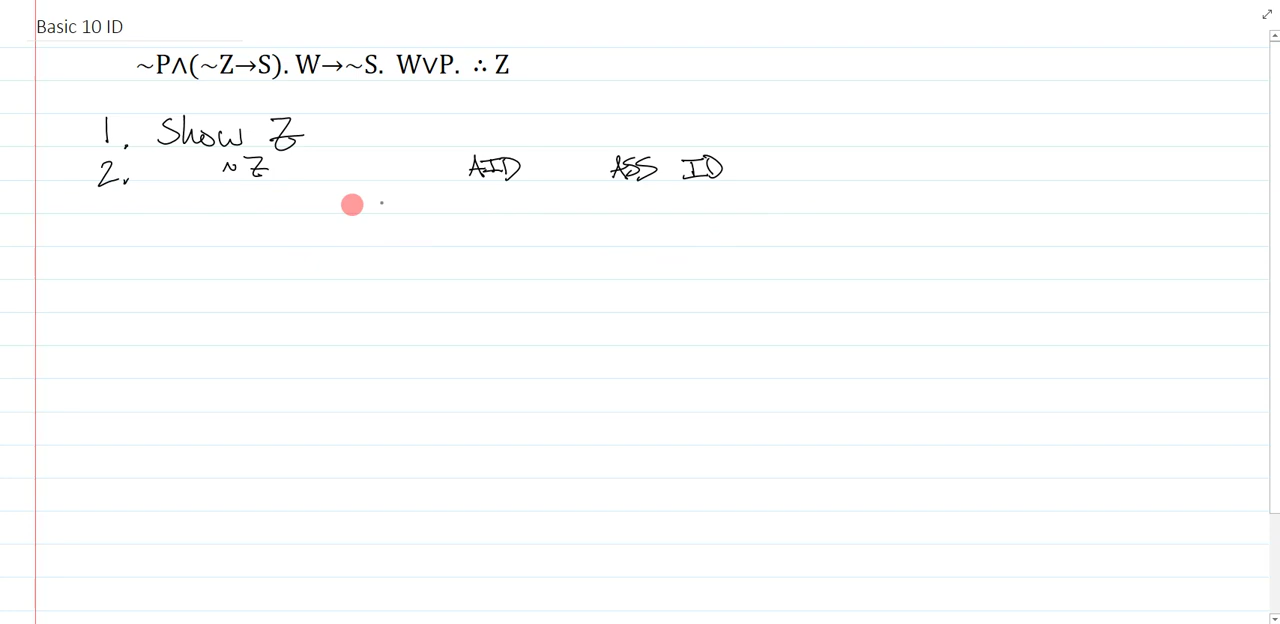 Basic 10 ID
~P∧(~Z→S). W→~S. W∨P. ∴ Z
1. Show Z
2. ~Z AID ASS ID